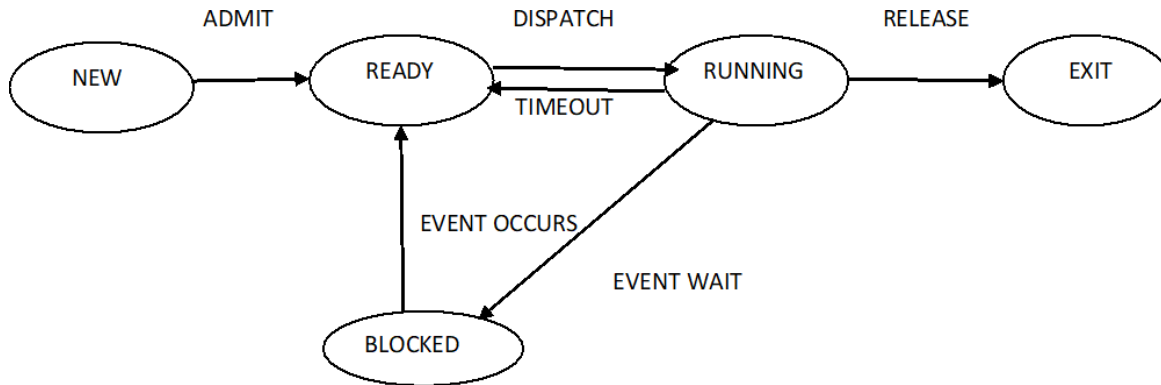 ADMIT DISPATCH RELEASE
NEW READY RUNNING EXIT
TIMEOUT
EVENT OCCURS
EVENT WAIT
BLOCKED